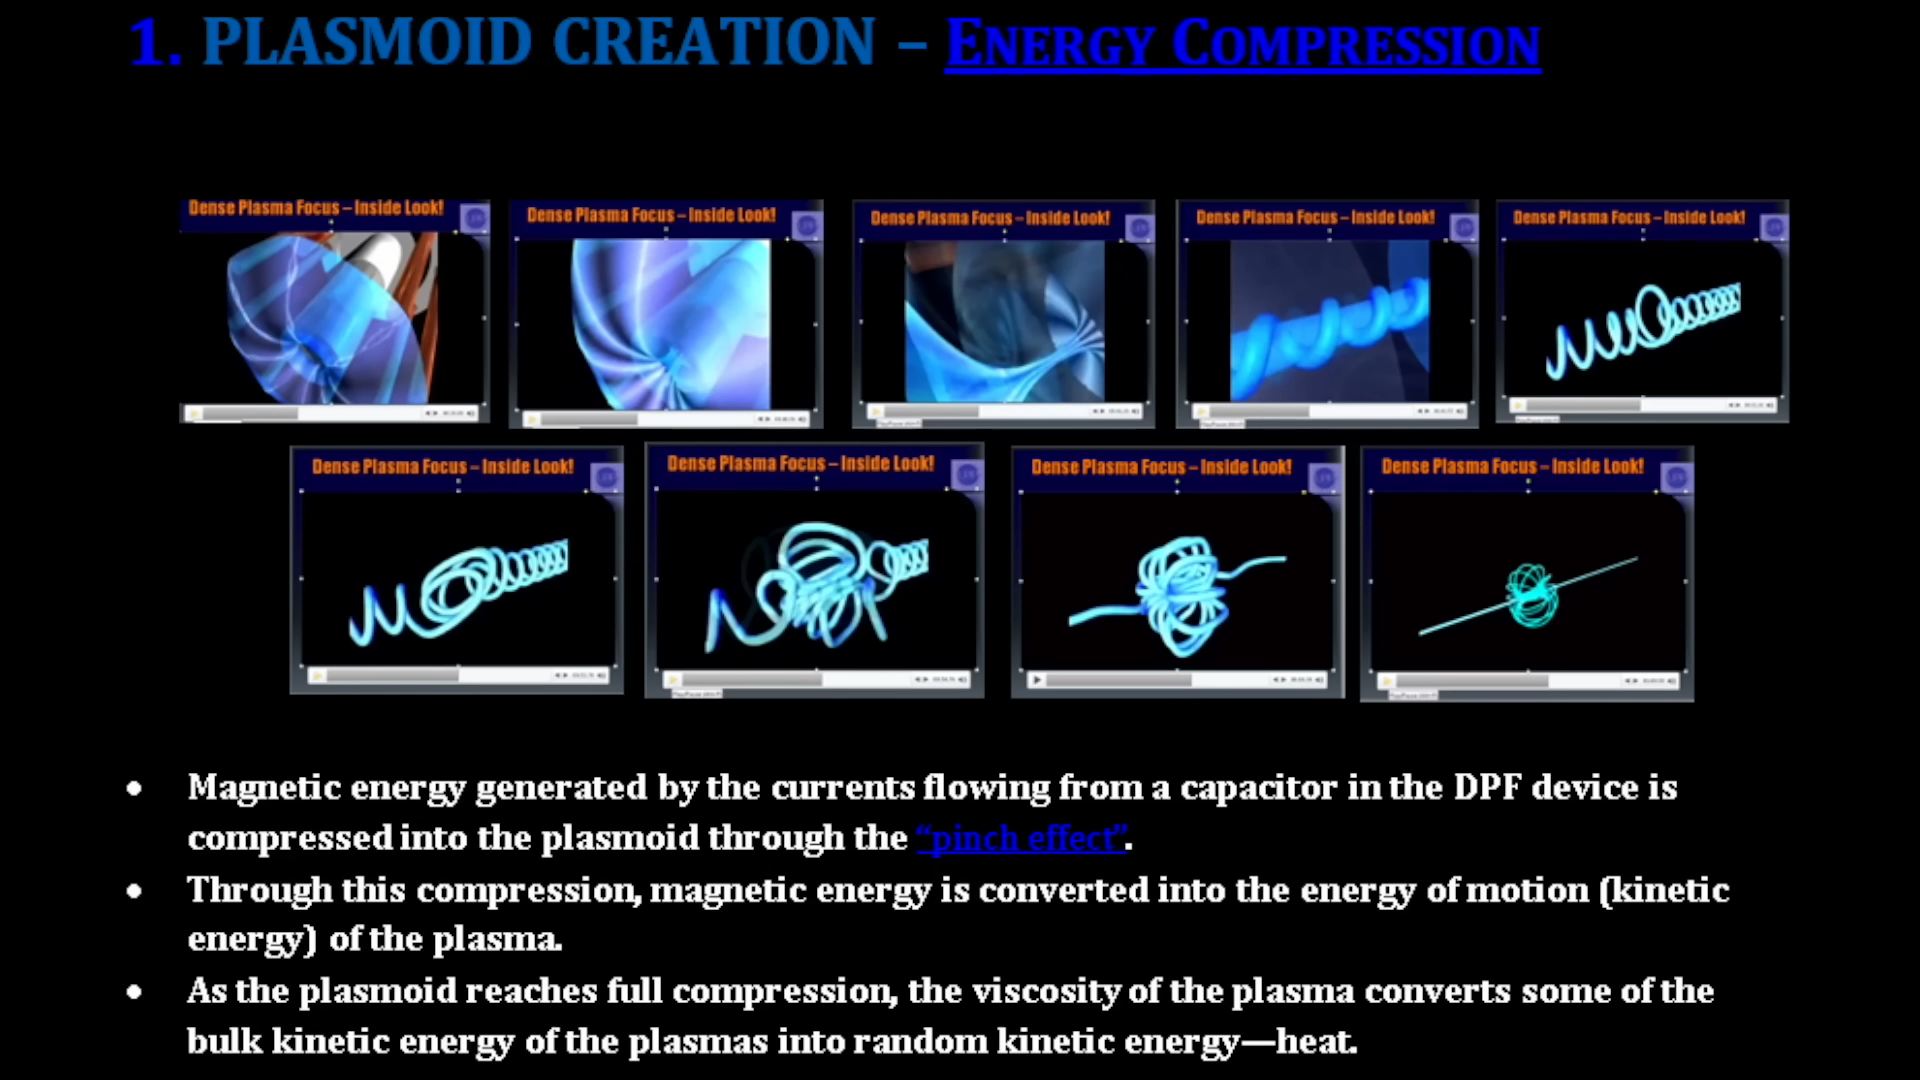 1. PLASMOID CREATION – ENERGY COMPRESSION
Dense Plasma Focus – Inside Look!
Dense Plasma Focus – Inside Look!
Dense Plasma Focus – Inside Look!
Dense Plasma Focus – Inside Look!
Dense Plasma Focus – Inside Look!
Dense Plasma Focus – Inside Look!
Dense Plasma Focus – Inside Look!
Dense Plasma Focus – Inside Look!
Dense Plasma Focus – Inside Look!
• Magnetic energy generated by the currents flowing from a capacitor in the DPF device is
compressed into the plasmoid through the “pinch effect”.
• Through this compression, magnetic energy is converted into the energy of motion (kinetic
energy) of the plasma.
• As the plasmoid reaches full compression, the viscosity of the plasma converts some of the
bulk kinetic energy of the plasmas into random kinetic energy—heat.